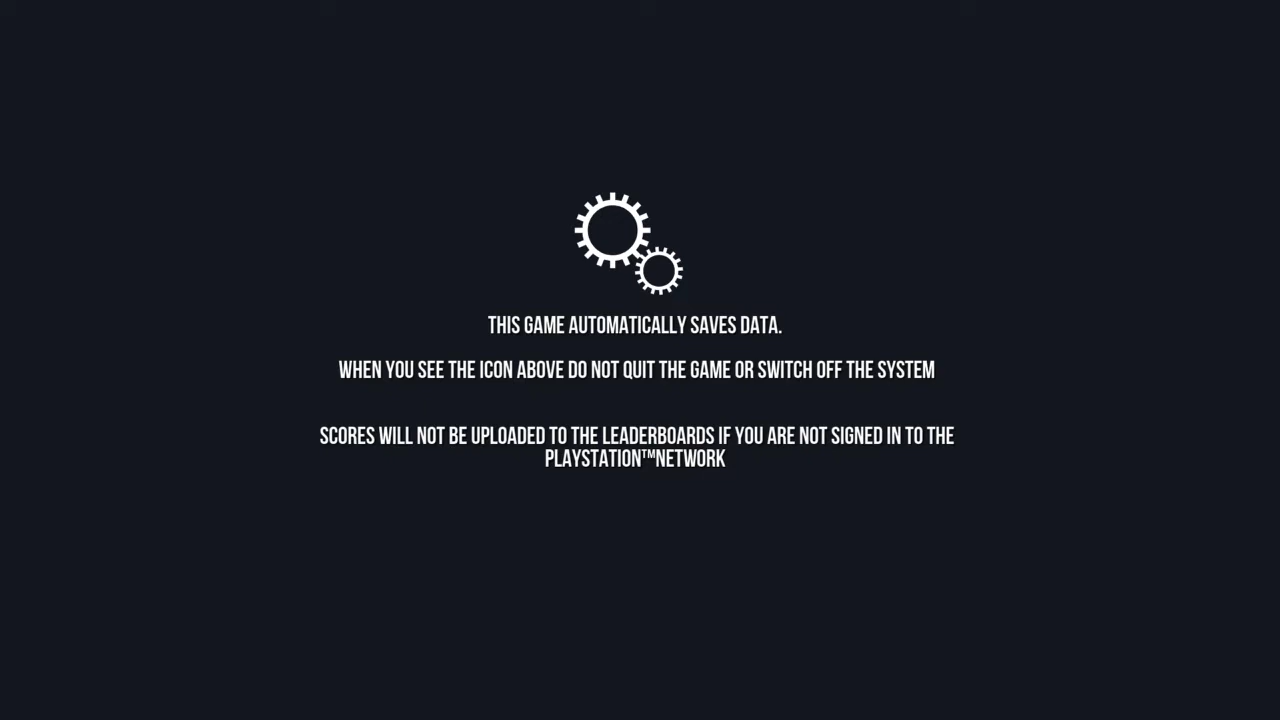 THIS GAME AUTOMATICALLY SAVES DATA.
WHEN YOU SEE THE ICON ABOVE DO NOT QUIT THE GAME OR SWITCH OFF THE SYSTEM
SCORES WILL NOT BE UPLOADED TO THE LEADERBOARDS IF YOU ARE NOT SIGNED IN TO THE
PLAYSTATION™NETWORK